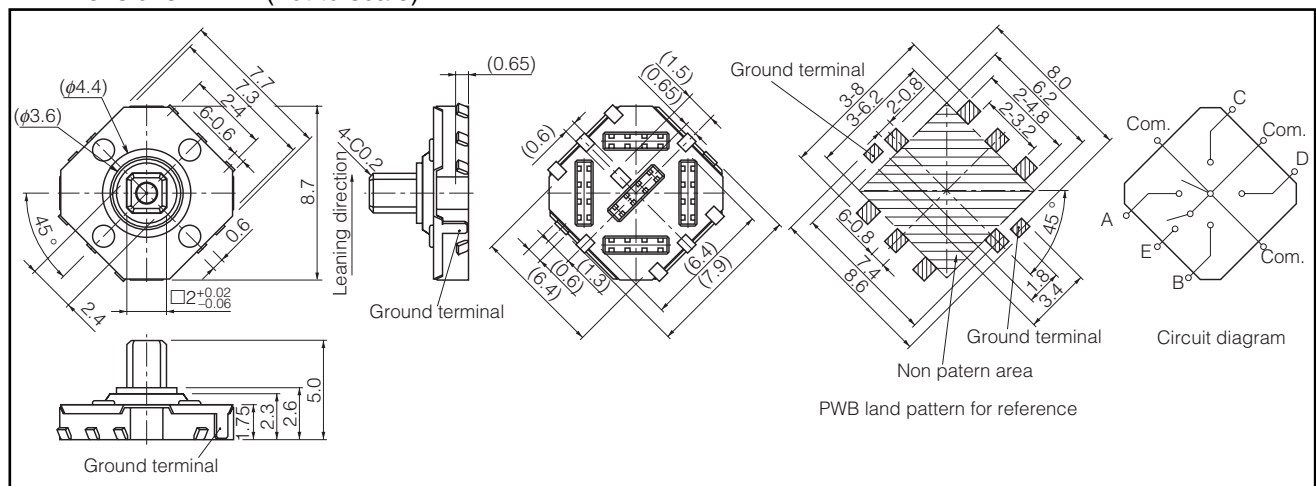 (φ4.4)
(φ3.6)
7.7
7.3
2-4
6-0.6
8.7
45°
0.6
2.4
□2 +0.02 -0.06
1.75
2.3
2.6
5.0
Ground terminal
(0.65)
4-C0.2
Leaning direction
Ground terminal
(1.5)
(0.65)
(0.6)
(6.4)
(0.6)
(1.3)
(6.4)
(7.9)
Ground terminal
3-8
3-6.2
2-0.8
8.0
6.2
2-4.8
2-3.2
6-0.8
7.4
8.6
45°
1.8
3.4
Ground terminal
Non patern area
PWB land pattern for reference
C
Com.
Com.
D
A
E
B
Com.
Circuit diagram